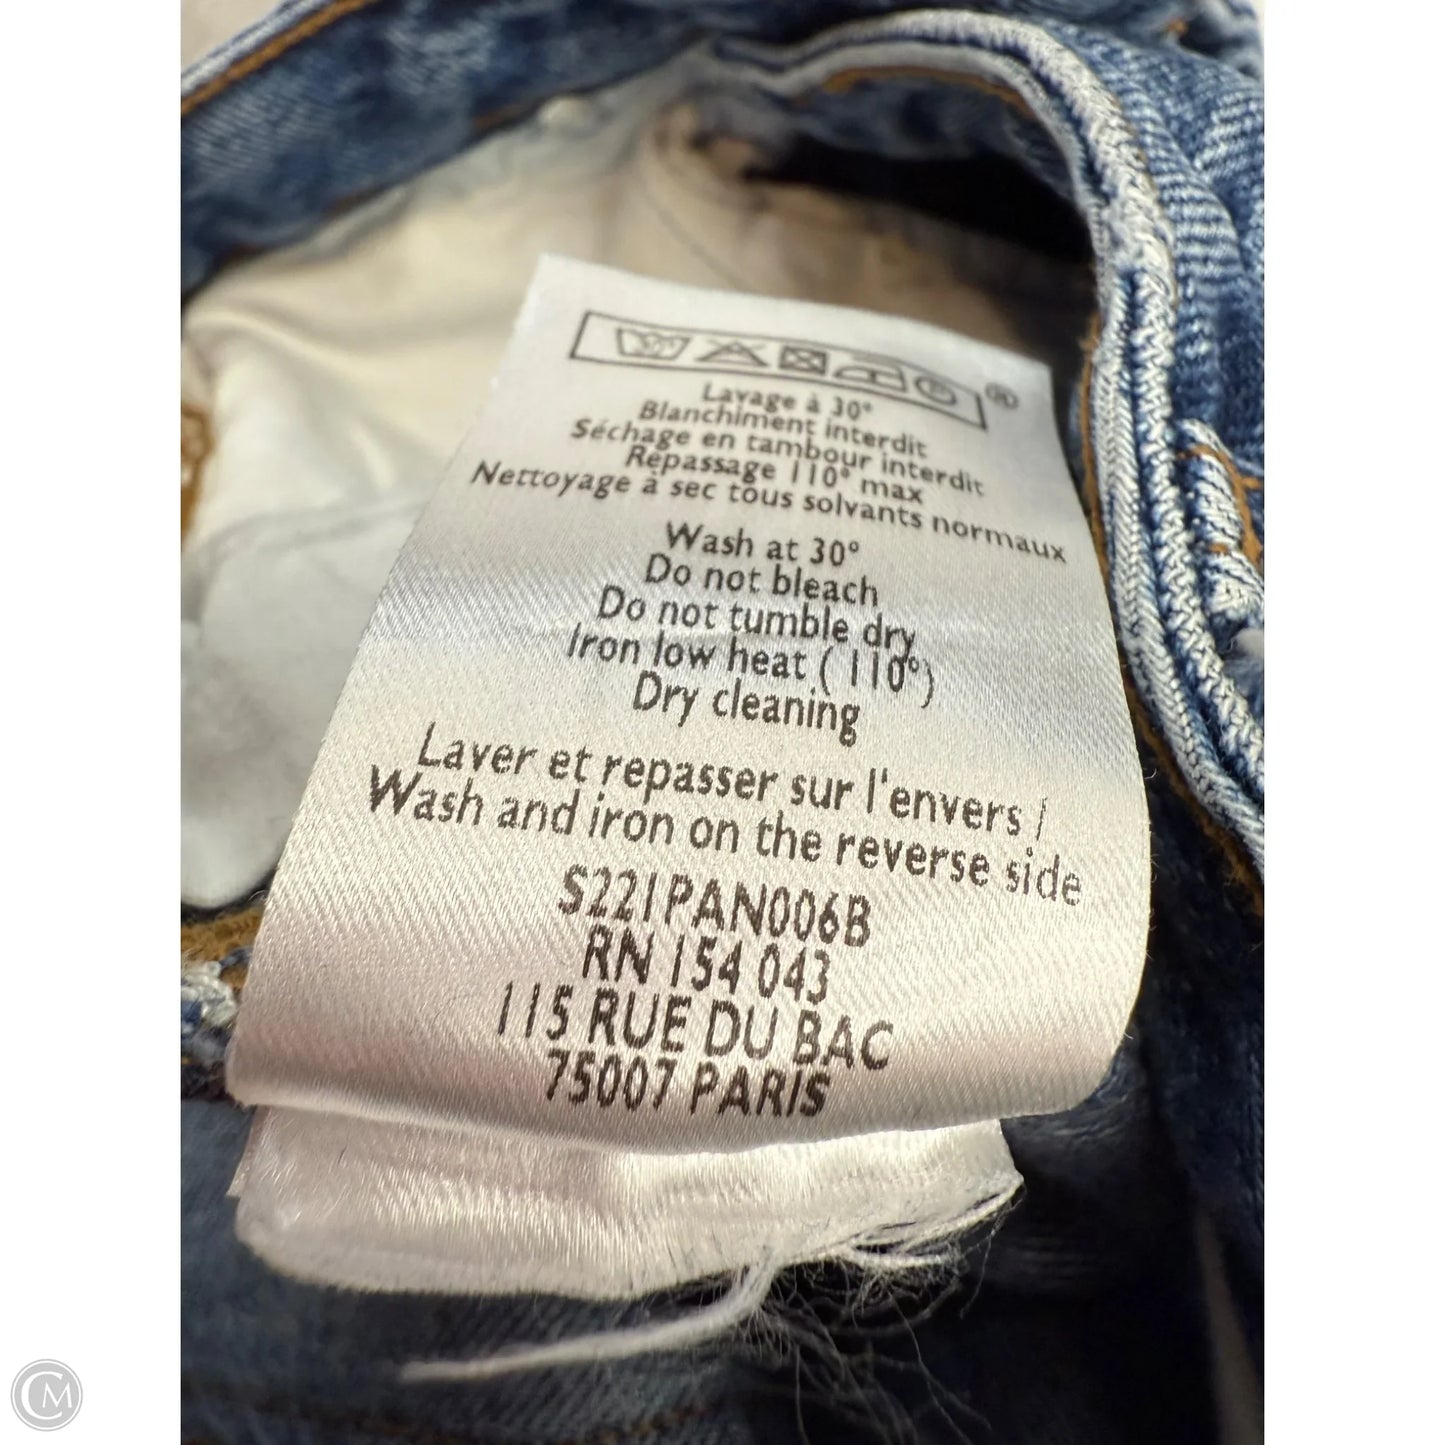 Lavage à 30°
Blanchiment interdit
Séchage en tambour interdit
Repassage 110° max
Nettoyage à sec tous solvants normaux
Wash at 30°
Do not bleach
Do not tumble dry
Iron low heat ( 110°)
Dry cleaning
Laver et repasser sur l'envers /
Wash and iron on the reverse side
S221PAN006B
RN 154 043
115 RUE DU BAC
75007 PARIS
CM